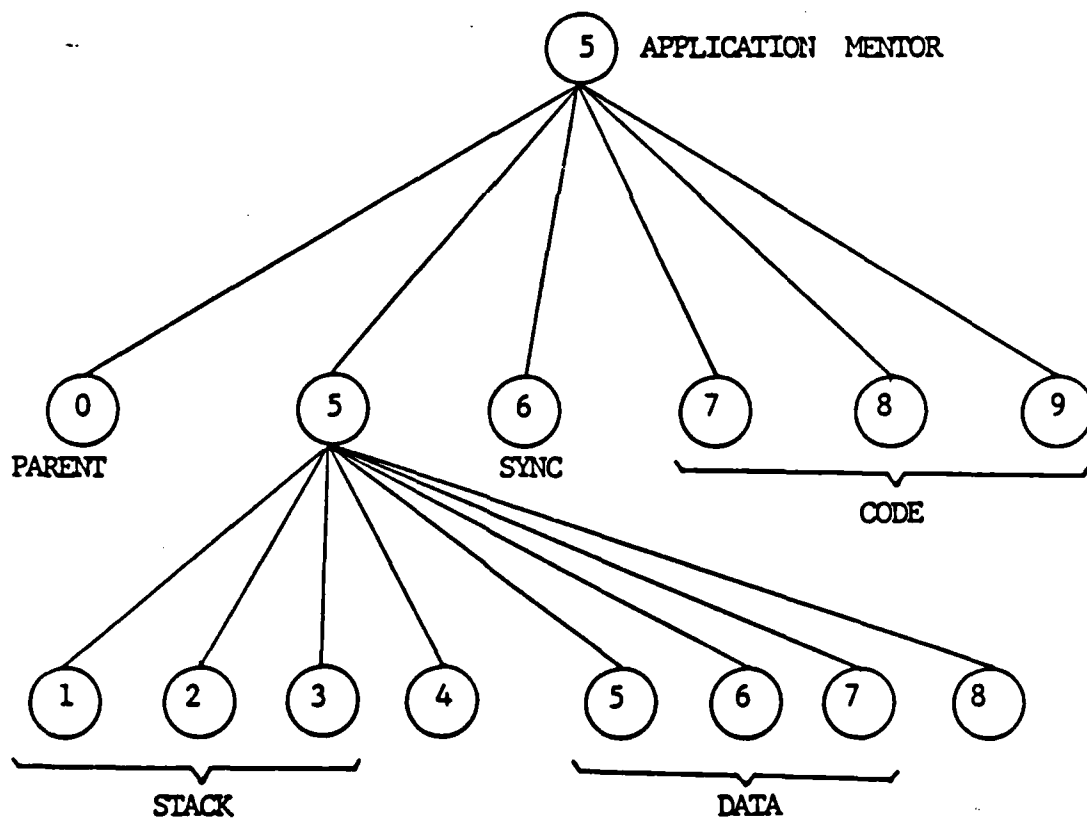 5 APPLICATION MENTOR
0 5 6 7 8 9
PARENT SYNC
CODE
1 2 3 4 5 6 7 8
STACK DATA